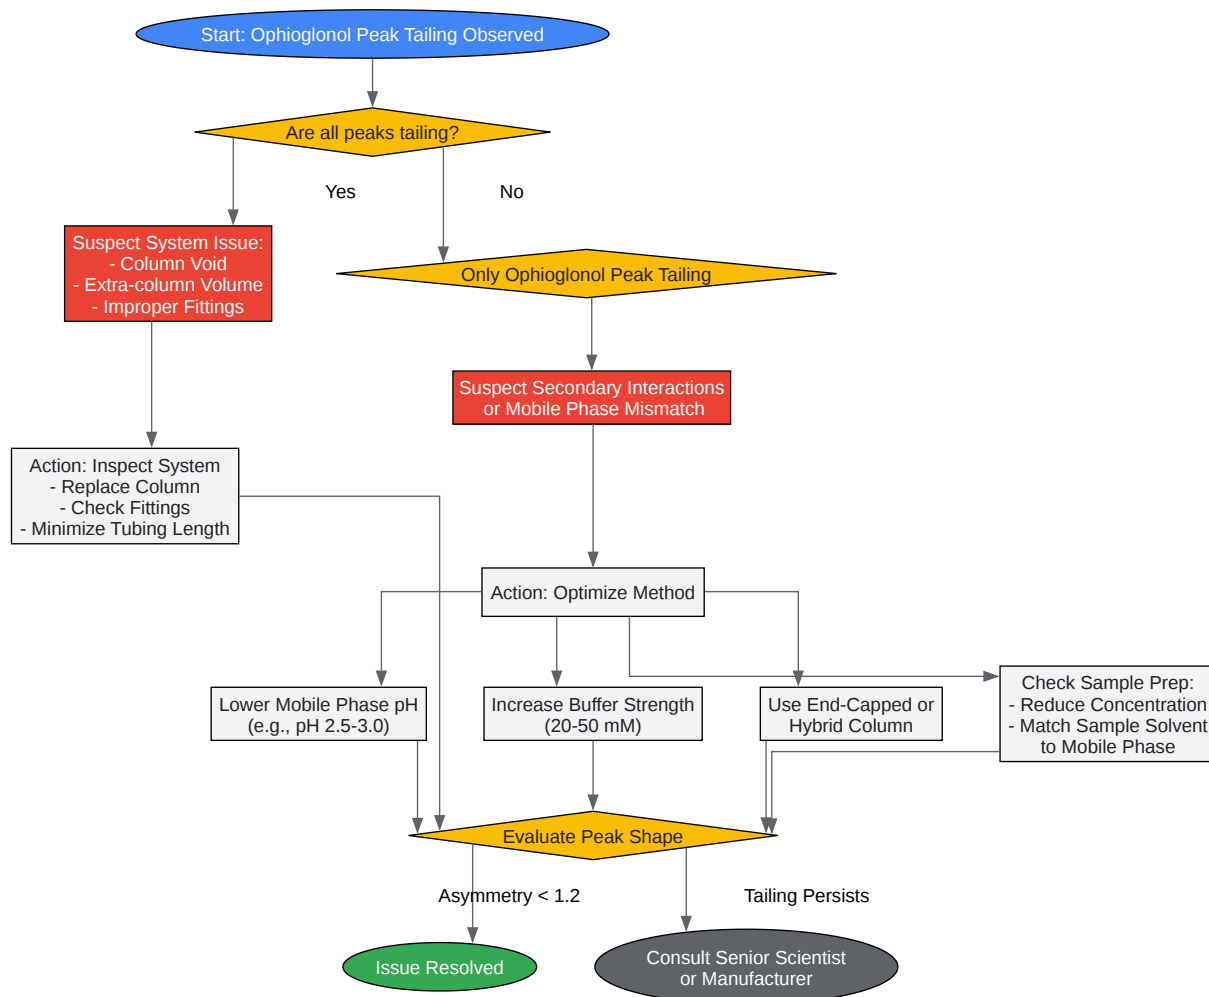 Start: Ophioglonol Peak Tailing Observed
Are all peaks tailing?
Yes
No
Suspect System Issue:
- Column Void
- Extra-column Volume
- Improper Fittings
Only Ophioglonol Peak Tailing
Suspect Secondary Interactions
or Mobile Phase Mismatch
Action: Inspect System
- Replace Column
- Check Fittings
- Minimize Tubing Length
Action: Optimize Method
Lower Mobile Phase pH
(e.g., pH 2.5-3.0)
Increase Buffer Strength
(20-50 mM)
Use End-Capped or
Hybrid Column
Check Sample Prep:
- Reduce Concentration
- Match Sample Solvent
to Mobile Phase
Evaluate Peak Shape
Asymmetry < 1.2
Tailing Persists
Issue Resolved
Consult Senior Scientist
or Manufacturer